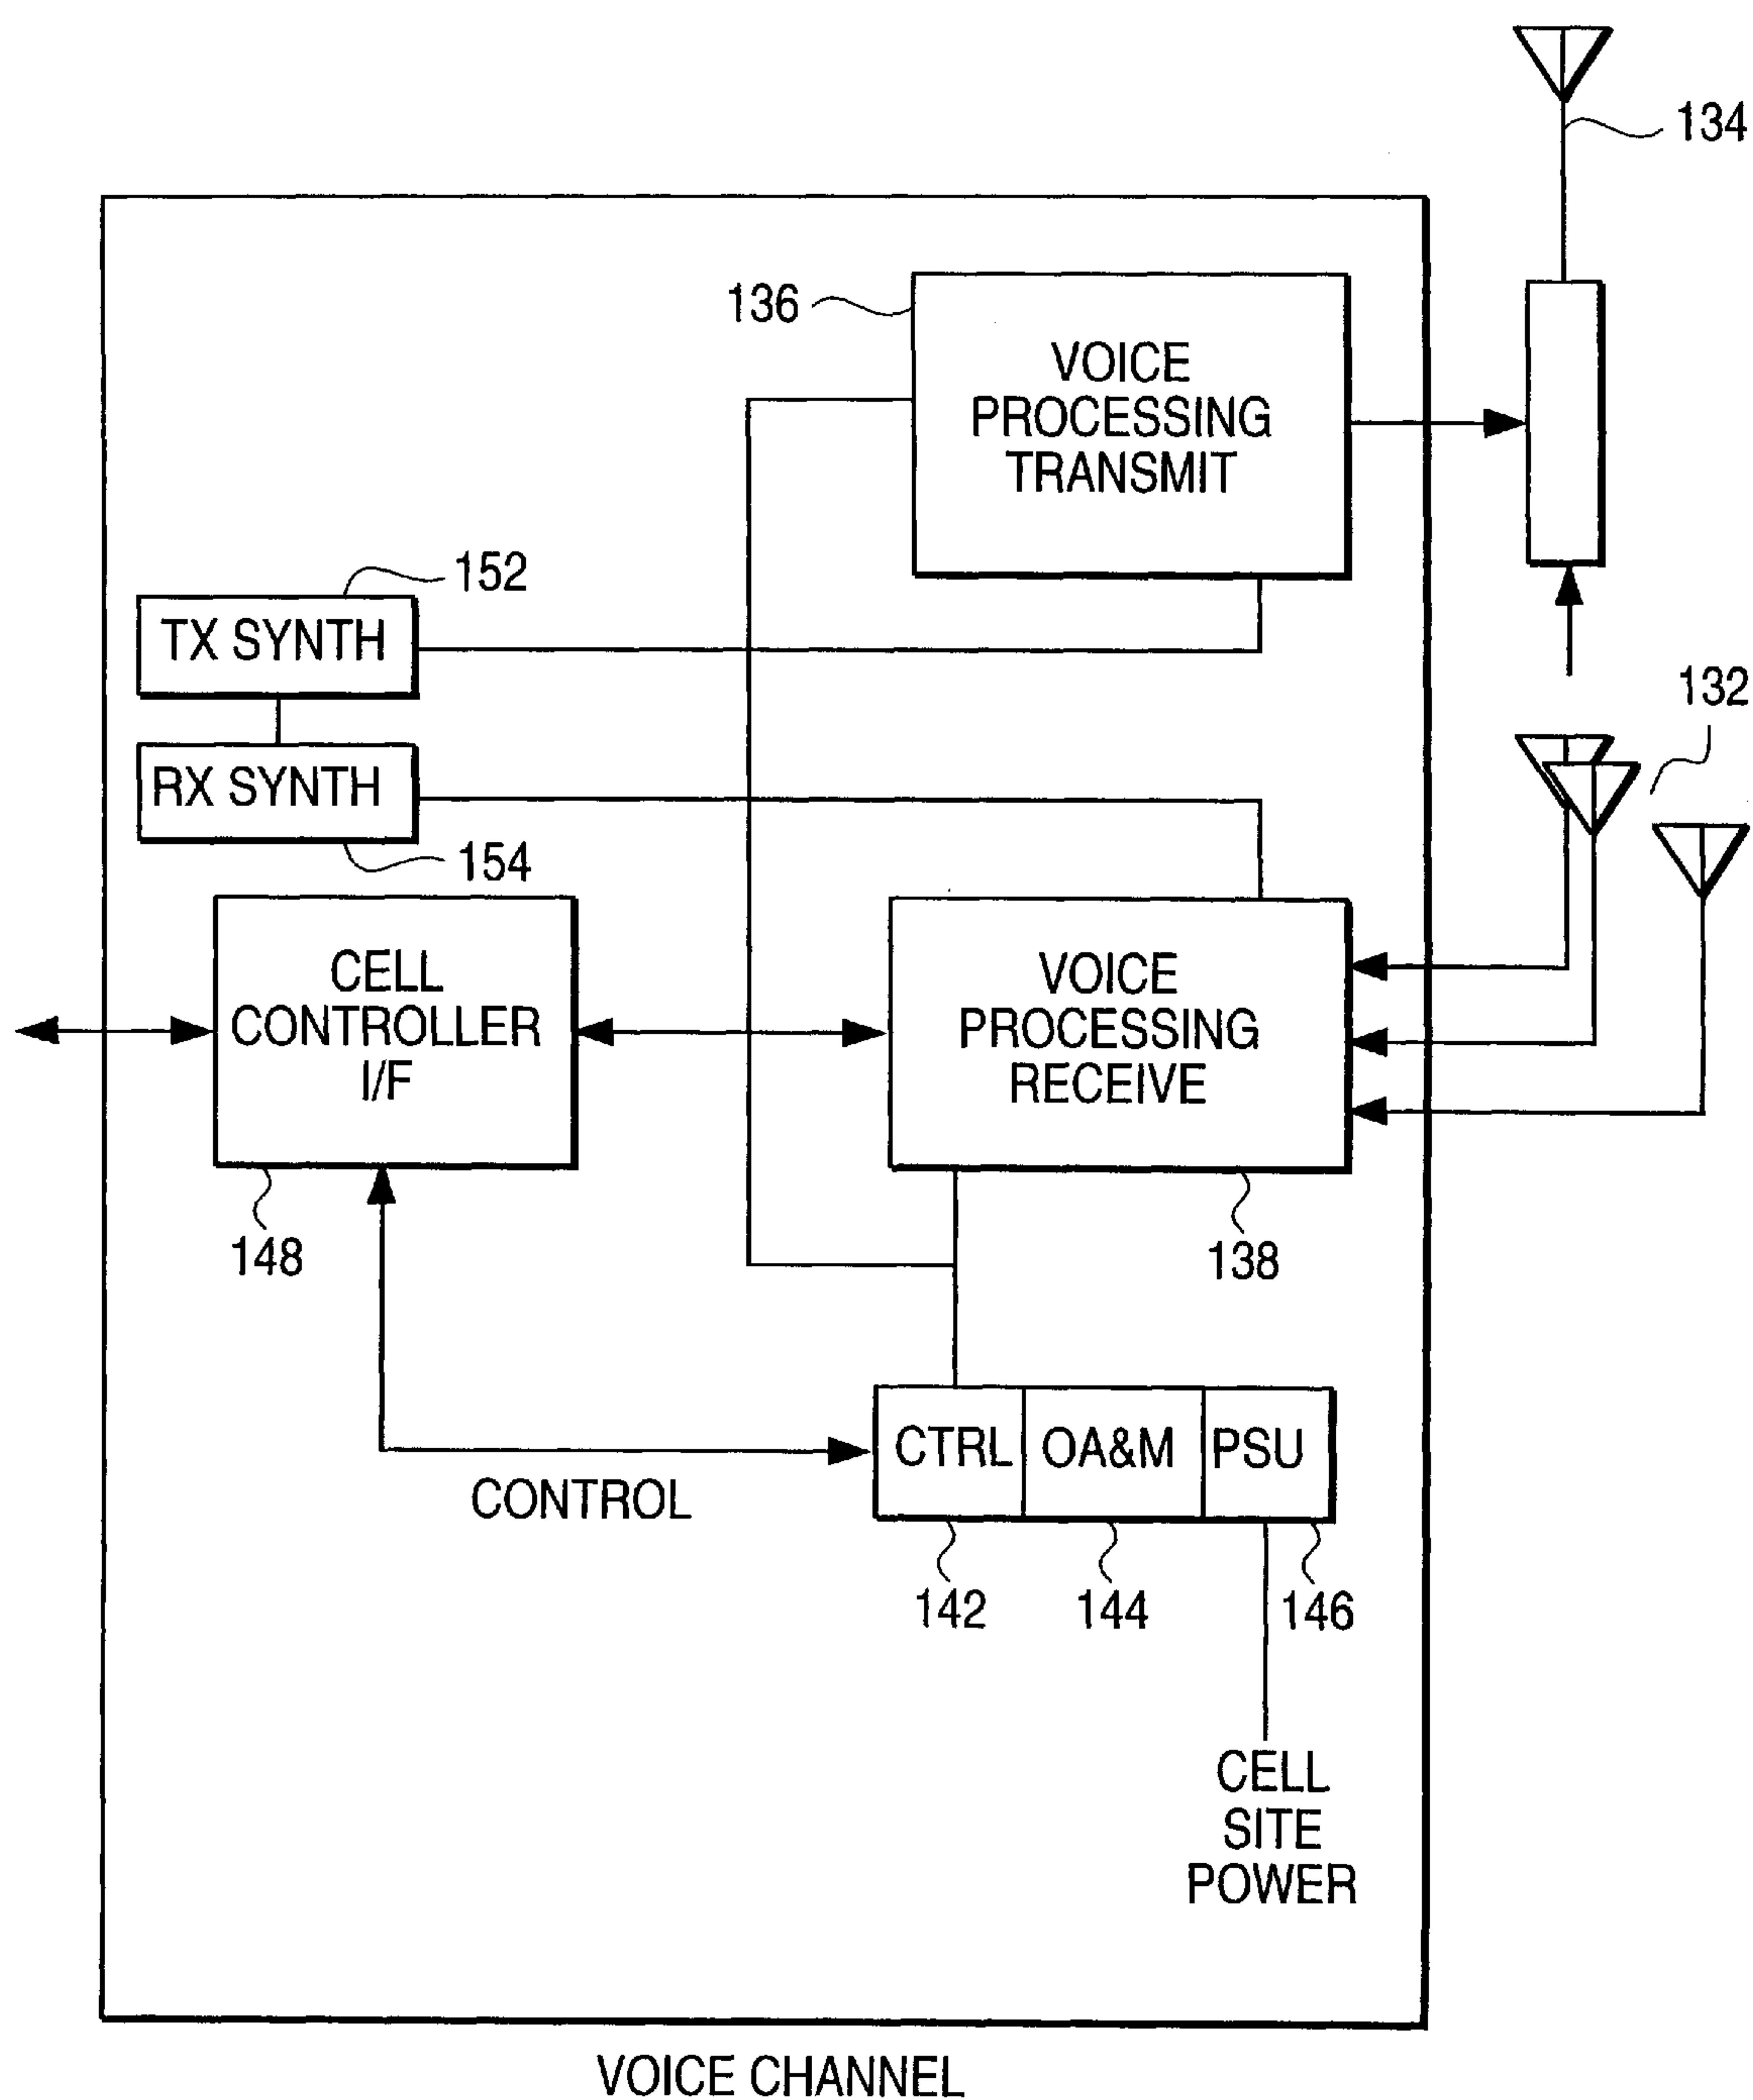 134
136
VOICE
PROCESSING
TRANSMIT
152
TX SYNTH
132
RX SYNTH
154
CELL
CONTROLLER
I/F
VOICE
PROCESSING
RECEIVE
148
138
CTRL
OA&M
PSU
CONTROL
142
144
146
CELL
SITE
POWER
VOICE CHANNEL